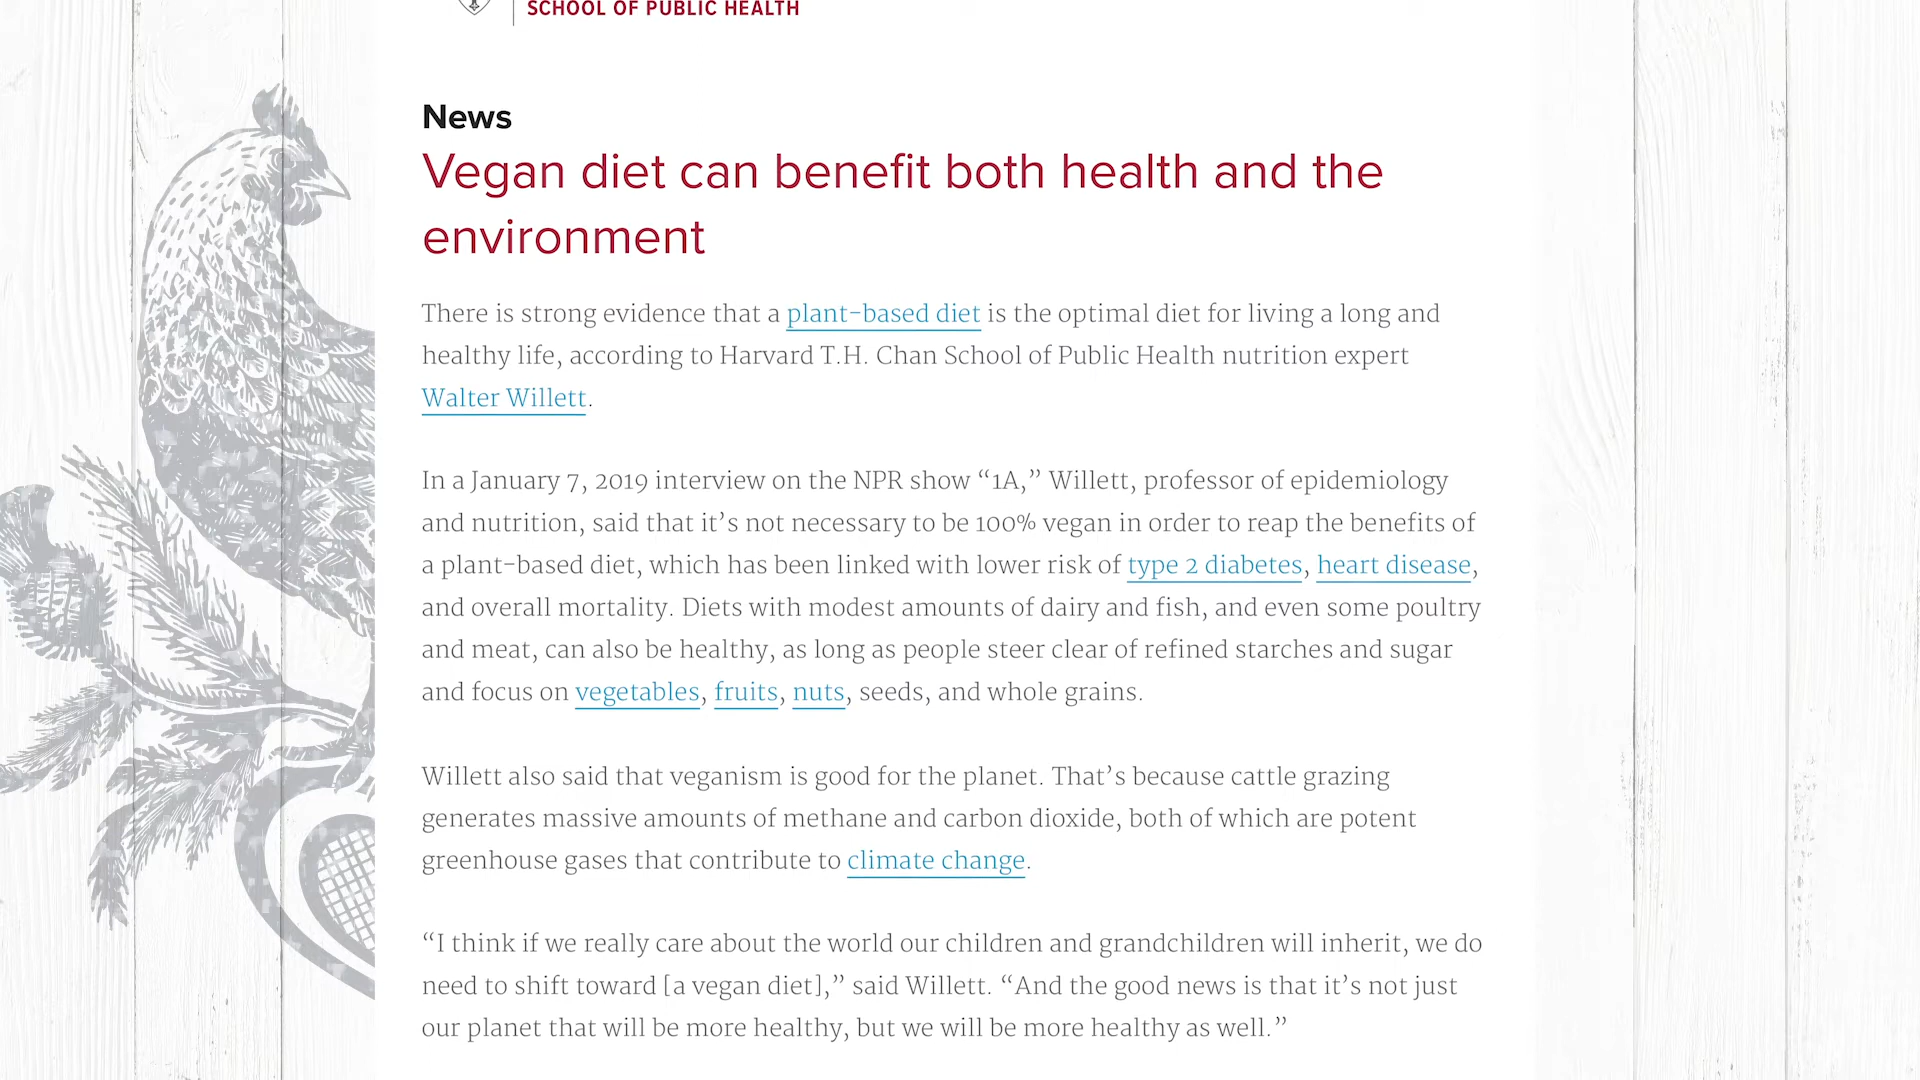 SCHOOL OF PUBLIC HEALTH
News
Vegan diet can benefit both health and the
environment
There is strong evidence that a plant-based diet is the optimal diet for living a long and
healthy life, according to Harvard T.H. Chan School of Public Health nutrition expert
Walter Willett.
In a January 7, 2019 interview on the NPR show “1A,” Willett, professor of epidemiology
and nutrition, said that it’s not necessary to be 100% vegan in order to reap the benefits of
a plant-based diet, which has been linked with lower risk of type 2 diabetes, heart disease,
and overall mortality. Diets with modest amounts of dairy and fish, and even some poultry
and meat, can also be healthy, as long as people steer clear of refined starches and sugar
and focus on vegetables, fruits, nuts, seeds, and whole grains.
Willett also said that veganism is good for the planet. That’s because cattle grazing
generates massive amounts of methane and carbon dioxide, both of which are potent
greenhouse gases that contribute to climate change.
“I think if we really care about the world our children and grandchildren will inherit, we do
need to shift toward [a vegan diet],” said Willett. “And the good news is that it’s not just
our planet that will be more healthy, but we will be more healthy as well.”